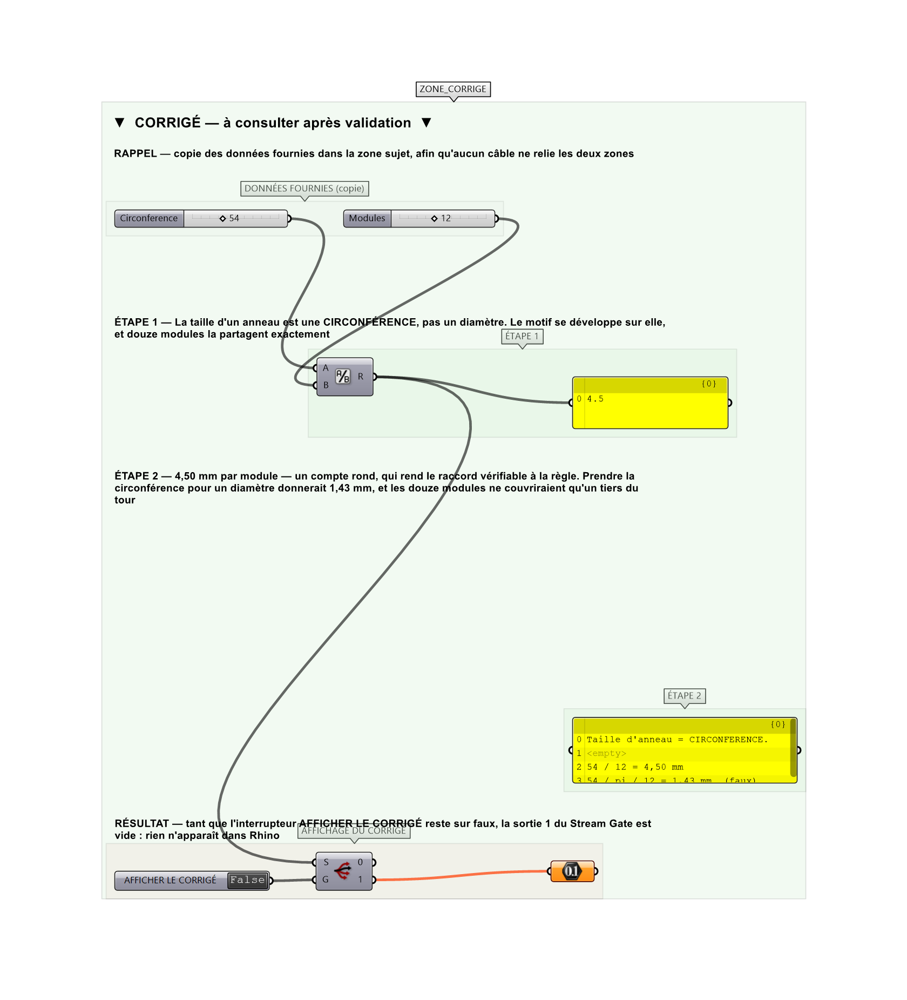 ZONE_CORRIGE
▼ CORRIGÉ — à consulter après validation ▼
RAPPEL — copie des données fournies dans la zone sujet, afin qu'aucun câble ne relie les deux zones
DONNÉES FOURNIES (copie)
Circonference 54
Modules 12
ÉTAPE 1 — La taille d'un anneau est une CIRCONFÉRENCE, pas un diamètre. Le motif se développe sur elle,
et douze modules la partagent exactement
ÉTAPE 1
A
B
A/B
R
{0}
0 4.5
ÉTAPE 2 — 4,50 mm par module — un compte rond, qui rend le raccord vérifiable à la règle. Prendre la
circonférence pour un diamètre donnerait 1,43 mm, et les douze modules ne couvriraient qu'un tiers du
tour
ÉTAPE 2
{0}
0 Taille d'anneau = CIRCONFERENCE.
1 <empty>
2 54 / 12 = 4,50 mm
3 54 / pi / 12 = 1,43 mm (faux)
RÉSULTAT — tant que l'interrupteur AFFICHER LE CORRIGÉ reste sur faux, la sortie 1 du Stream Gate est
vide : rien n'apparaît dans Rhino
AFFICHAGE DU CORRIGÉ
S 0
G 1
AFFICHER LE CORRIGÉ False
0.1